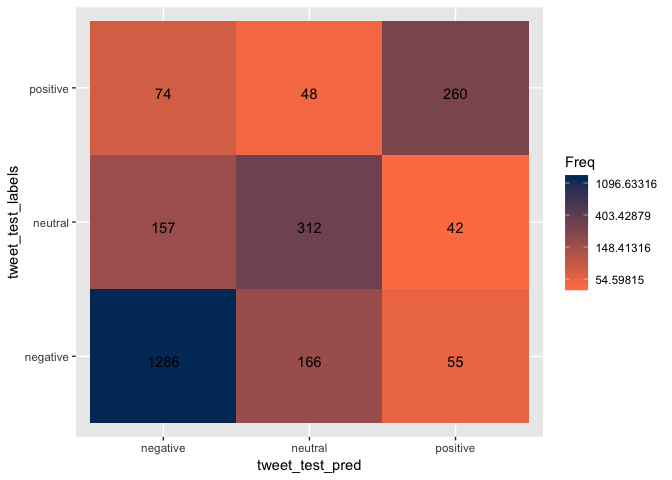 positive
74 48 260
neutral
157 312 42
negative
1286 166 55
negative neutral positive
tweet_test_pred
tweet_test_labels
Freq
1096.63316
403.42879
148.41316
54.59815